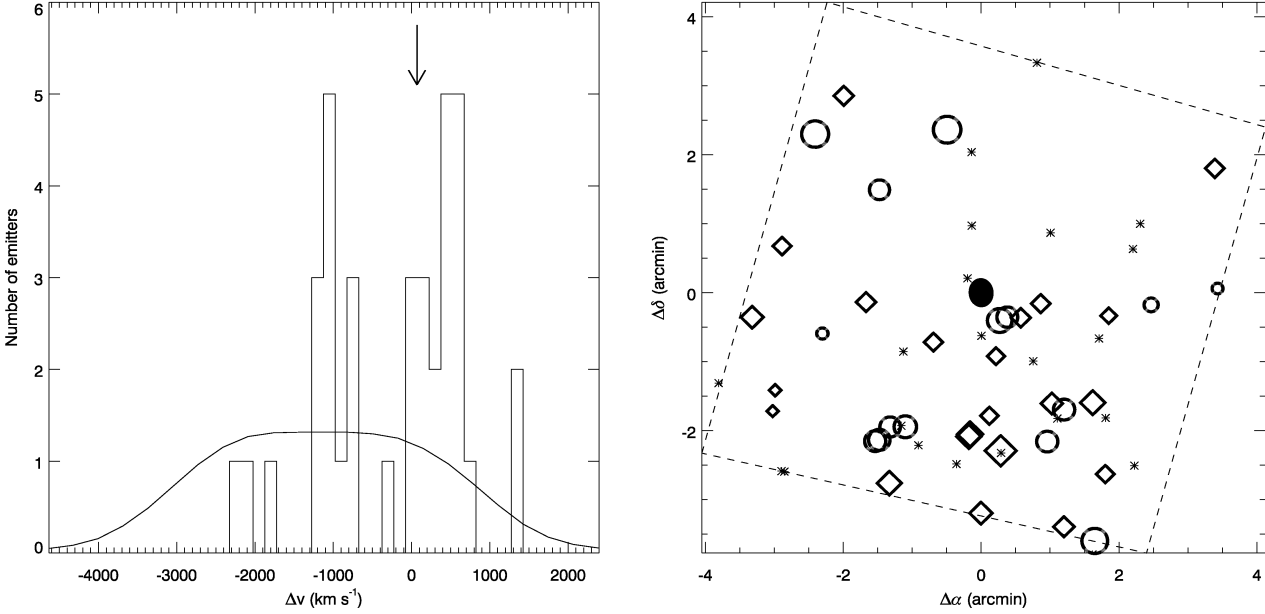 6
5
4
3
2
1
0
Number of emitters
-4000 -3000 -2000 -1000 0 1000 2000
Δv (km s⁻¹)
4
2
0
-2
Δδ (arcmin)
-4 -2 0 2 4
Δα (arcmin)